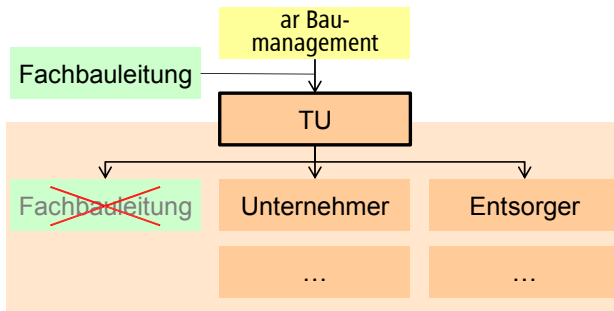 ar Bau-
management
Fachbauleitung
TU
Fachbauleitung
Unternehmer
Entsorger
...
...